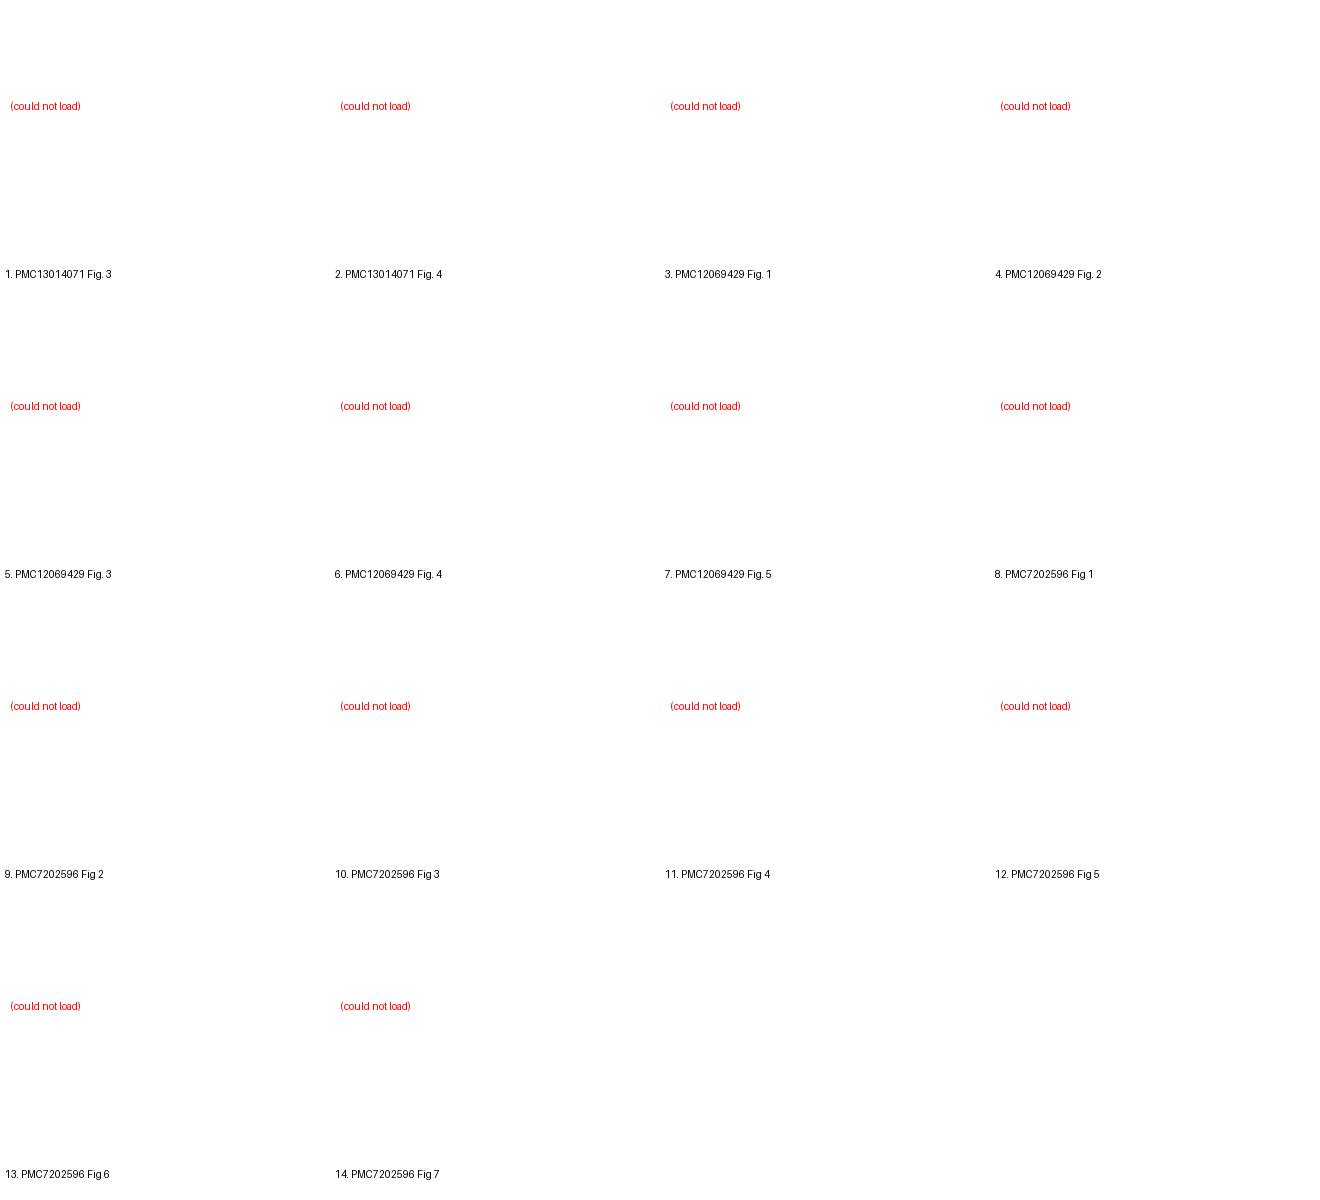 (could not load) (could not load) (could not load) (could not load)
1. PMC13014071 Fig. 3 2. PMC13014071 Fig. 4 3. PMC12069429 Fig. 1 4. PMC12069429 Fig. 2
(could not load) (could not load) (could not load) (could not load)
5. PMC12069429 Fig. 3 6. PMC12069429 Fig. 4 7. PMC12069429 Fig. 5 8. PMC7202596 Fig 1
(could not load) (could not load) (could not load) (could not load)
9. PMC7202596 Fig 2 10. PMC7202596 Fig 3 11. PMC7202596 Fig 4 12. PMC7202596 Fig 5
(could not load) (could not load)
13. PMC7202596 Fig 6 14. PMC7202596 Fig 7